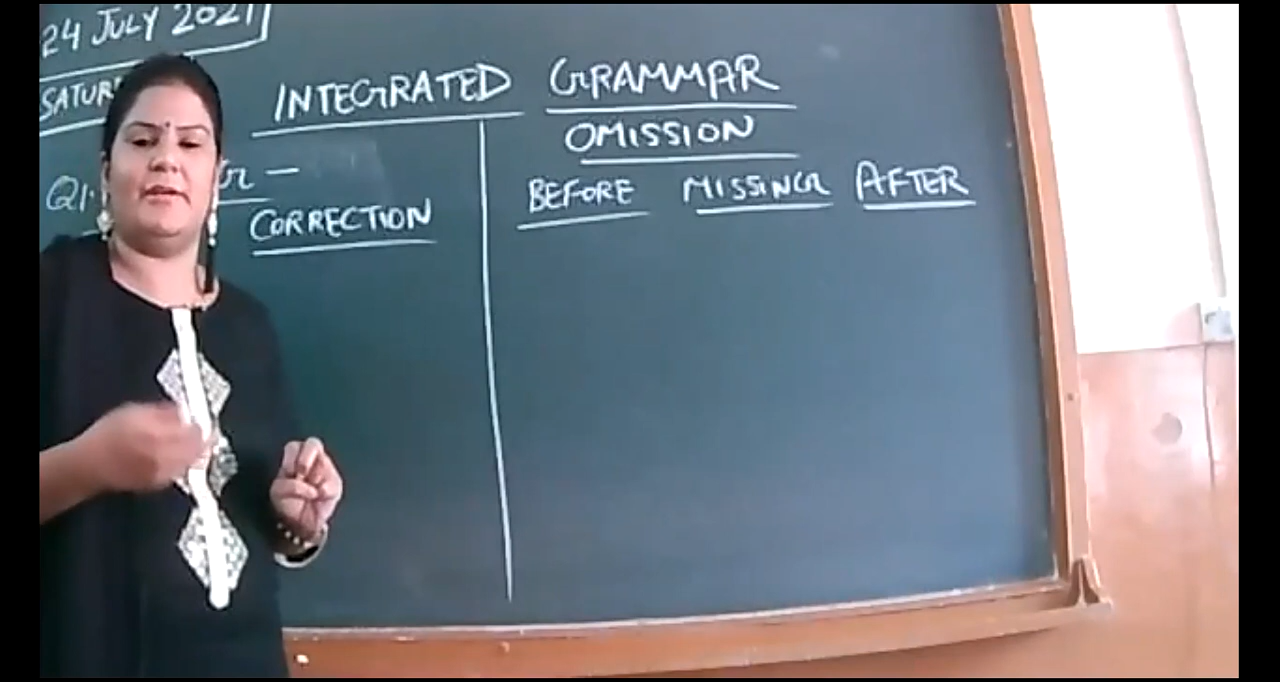 24 JULY 2021
SATUR
INTEGRATED GRAMMAR
OMISSION
Q1. r –
BEFORE MISSING AFTER
CORRECTION